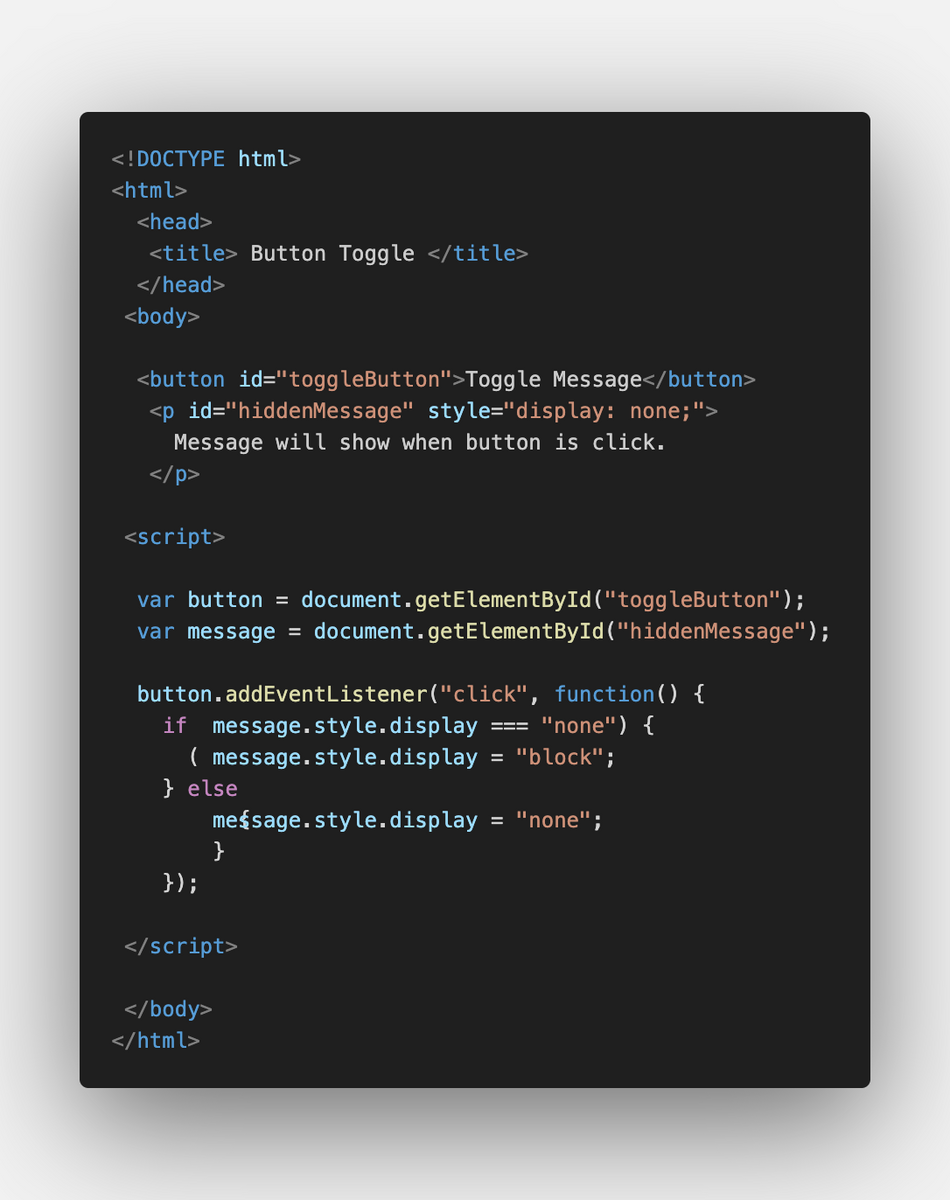 <!DOCTYPE html>
<html>
  <head>
   <title> Button Toggle </title>
  </head>
 <body>

  <button id="toggleButton">Toggle Message</button>
   <p id="hiddenMessage" style="display: none;">
     Message will show when button is click.
   </p>

 <script>

  var button = document.getElementById("toggleButton");
  var message = document.getElementById("hiddenMessage");

  button.addEventListener("click", function() {
    if  message.style.display === "none") {
      ( message.style.display = "block";
    } else
        {message.style.display = "none";
        }
    });

 </script>

 </body>
</html>